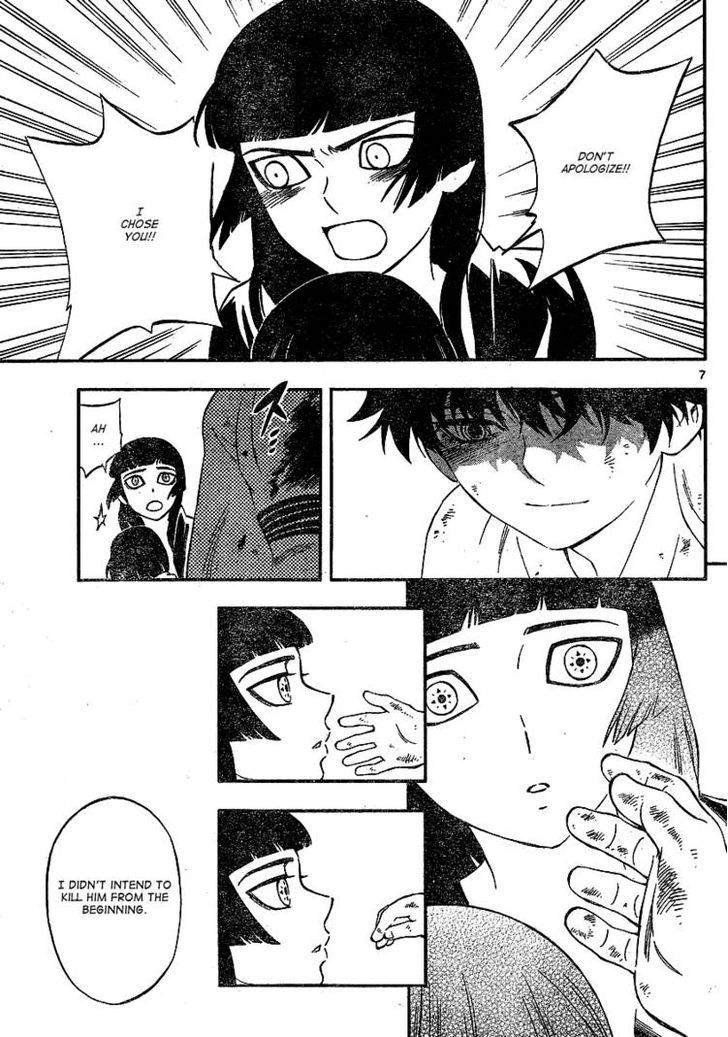 DON'T
APOLOGIZE!!
I
CHOSE
YOU!!
7
AH
...
I DIDN'T INTEND TO
KILL HIM FROM THE
BEGINNING.